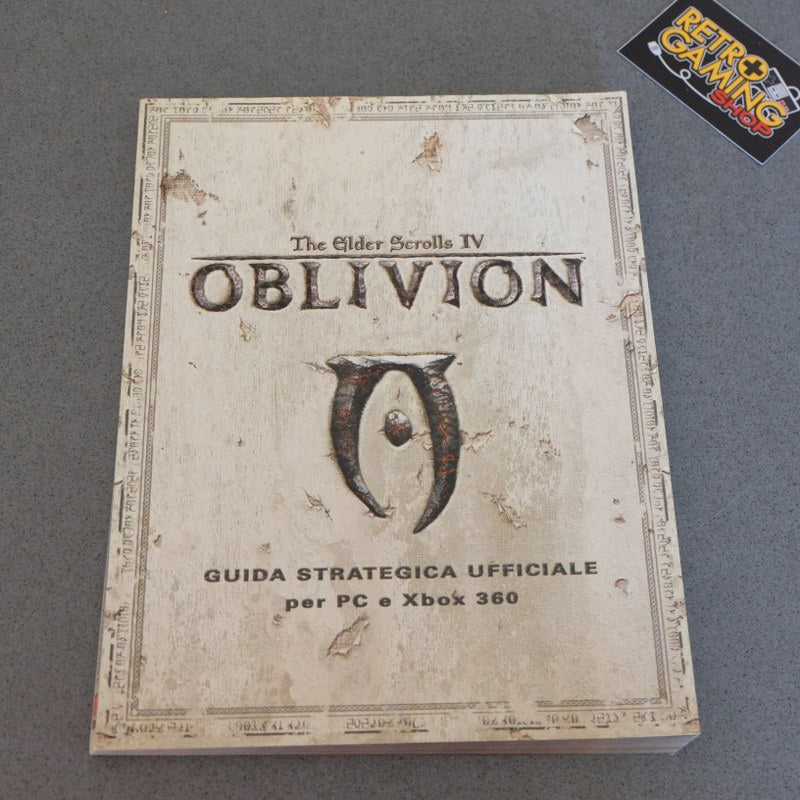 RETRO
GAMING
SHOP
The Elder Scrolls IV
OBLIVION
GUIDA STRATEGICA UFFICIALE
per PC e Xbox 360